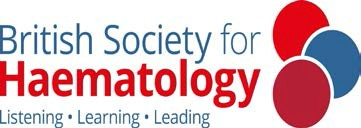 British Society for
Haematology
Listening • Learning • Leading